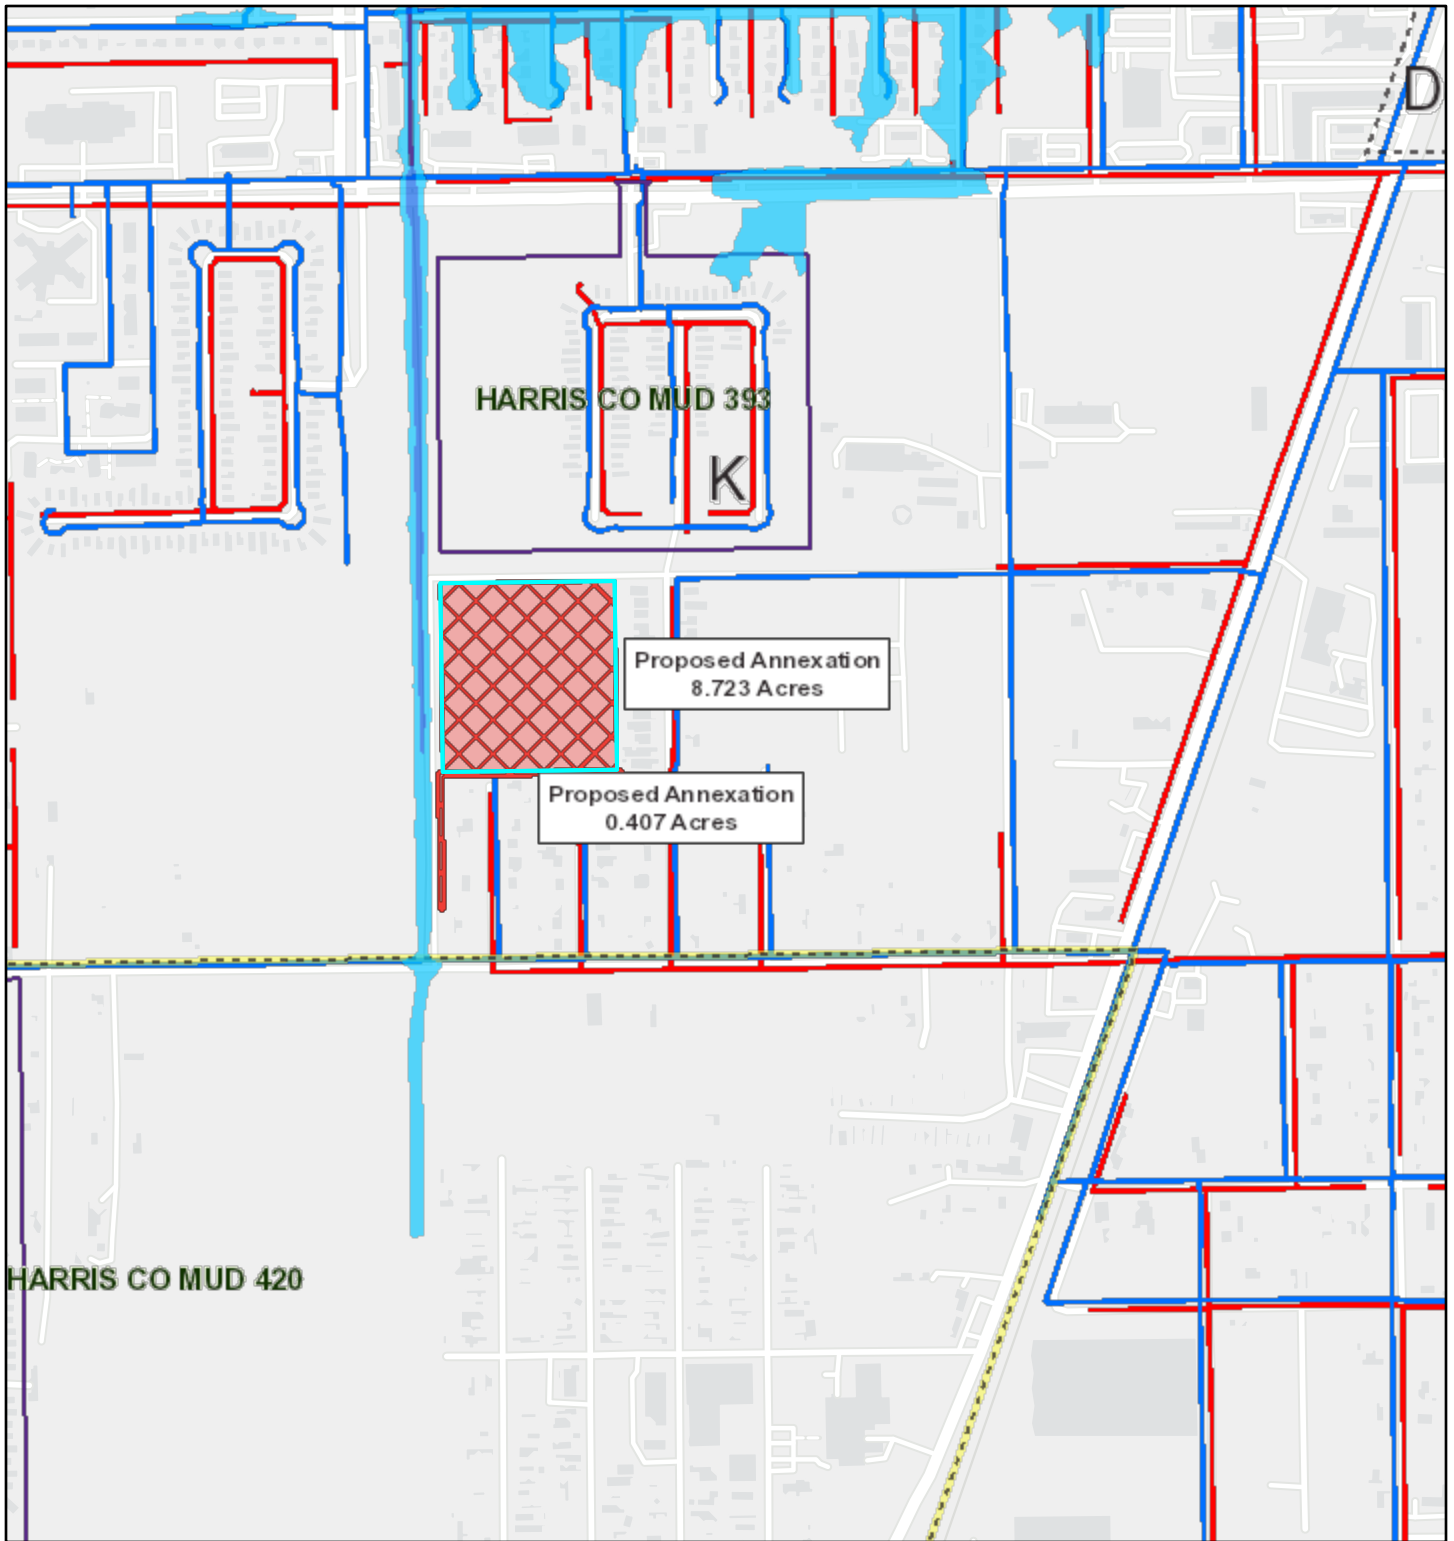 D
HARRIS CO MUD 393
K
Proposed Annexation
8.723 Acres
Proposed Annexation
0.407 Acres
HARRIS CO MUD 420